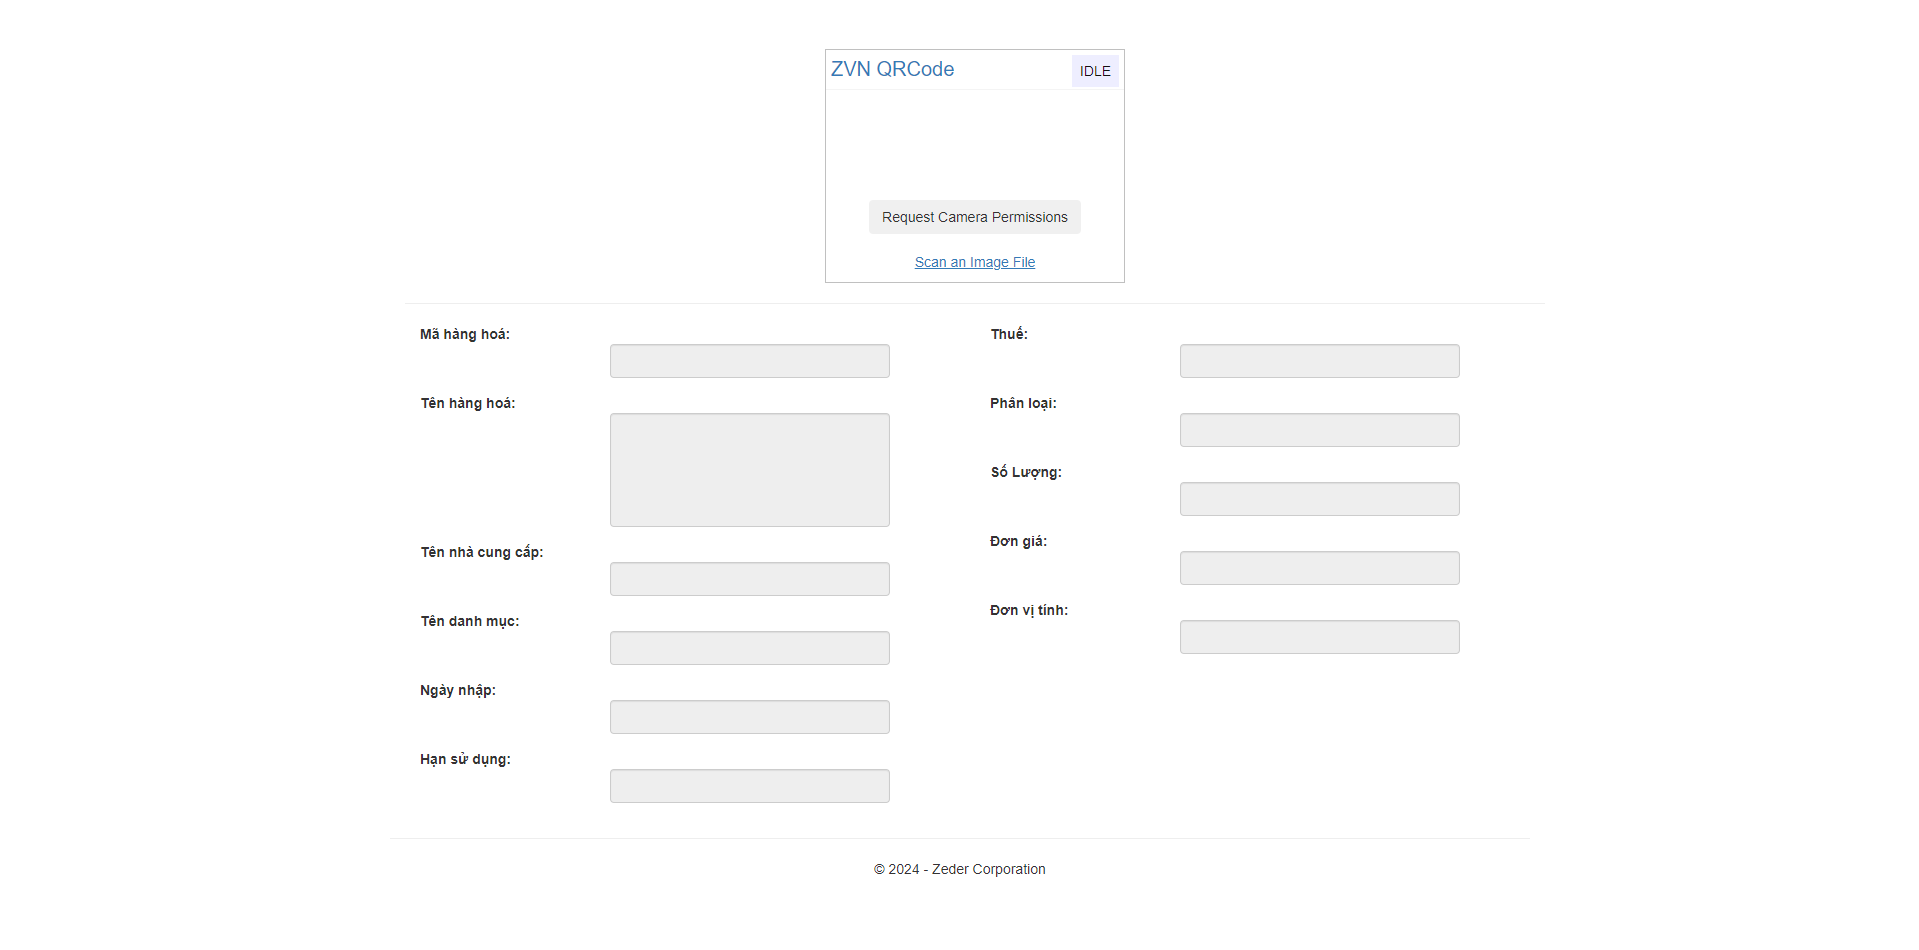 ZVN QRCode
IDLE
Request Camera Permissions
Scan an Image File
Mã hàng hoá:
Tên hàng hoá:
Tên nhà cung cấp:
Tên danh mục:
Ngày nhập:
Hạn sử dụng:
Thuế:
Phân loại:
Số Lượng:
Đơn giá:
Đơn vị tính:
© 2024 - Zeder Corporation